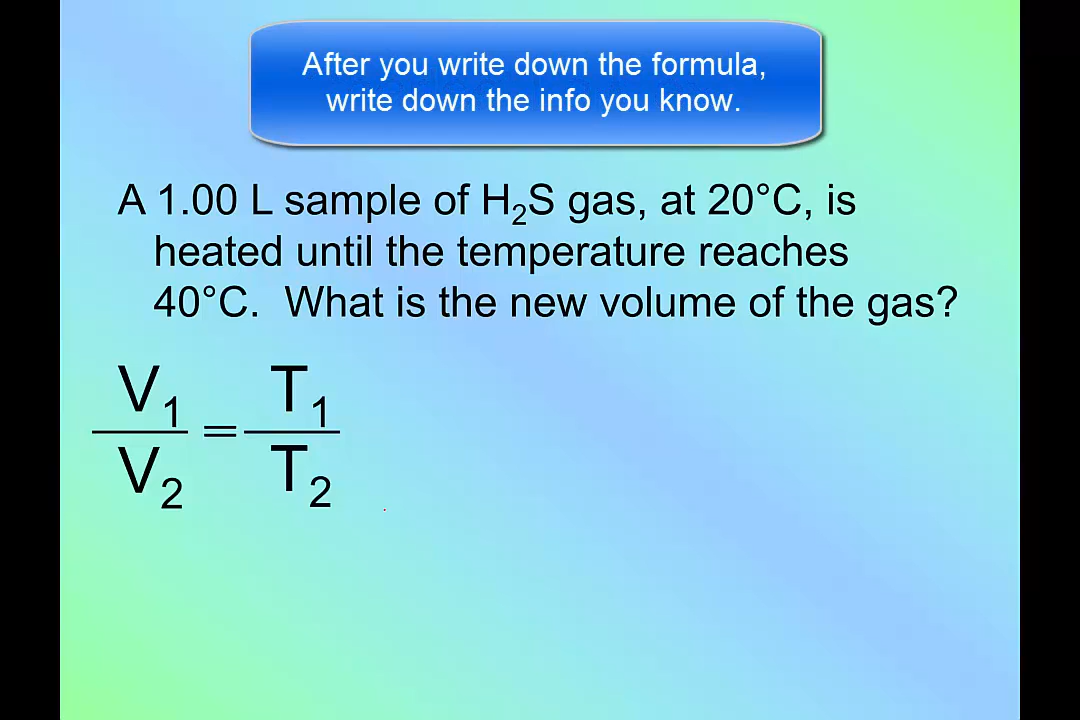 After you write down the formula,
write down the info you know.
A 1.00 L sample of H₂S gas, at 20°C, is
heated until the temperature reaches
40°C. What is the new volume of the gas?
V₁ T₁
=
V₂ T₂